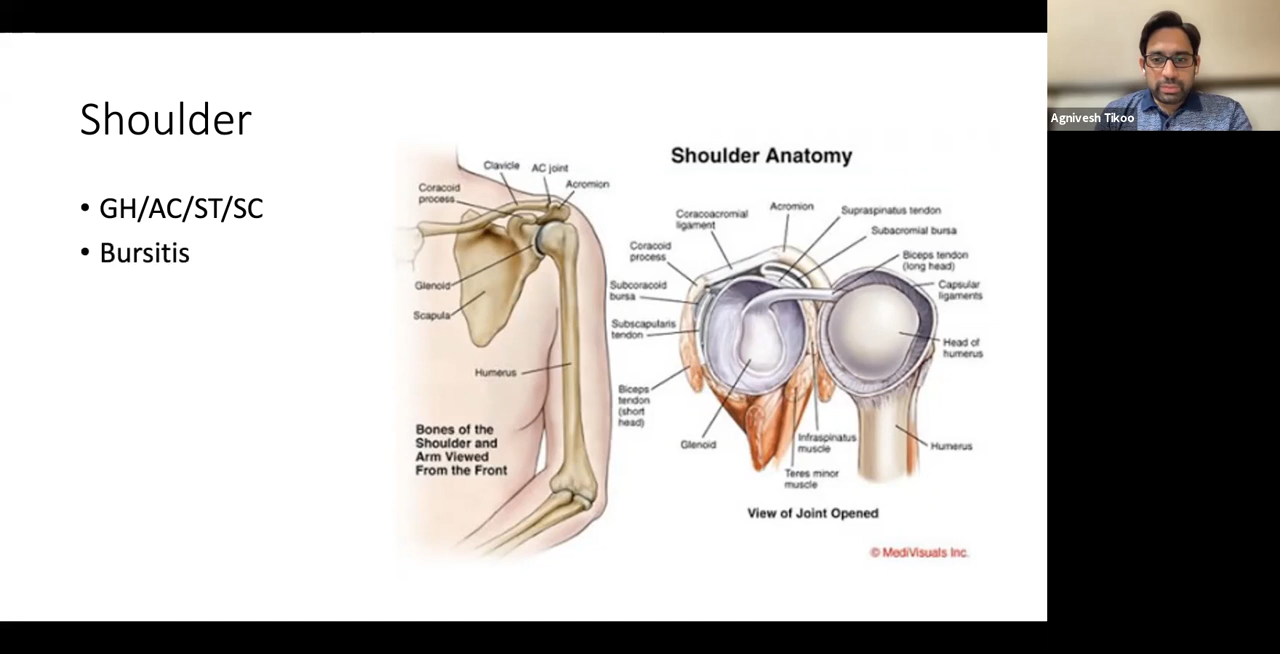 Shoulder
• GH/AC/ST/SC
• Bursitis
Clavicle
AC joint
Acromion
Coracoid
process
Glenoid
Scapula
Humerus
Bones of the
Shoulder and
Arm Viewed
From the Front
Shoulder Anatomy
Coracoacromial
ligament
Acromion
Supraspinatus tendon
Subacromial bursa
Biceps tendon
(long head)
Capsular
ligaments
Coracoid
process
Subcoracoid
bursa
Subscapularis
tendon
Head of
humerus
Biceps
tendon
(short
head)
Glenoid
Infraspinatus
muscle
Teres minor
muscle
Humerus
View of Joint Opened
© MediVisuals Inc.
Agnivesh Tikoo